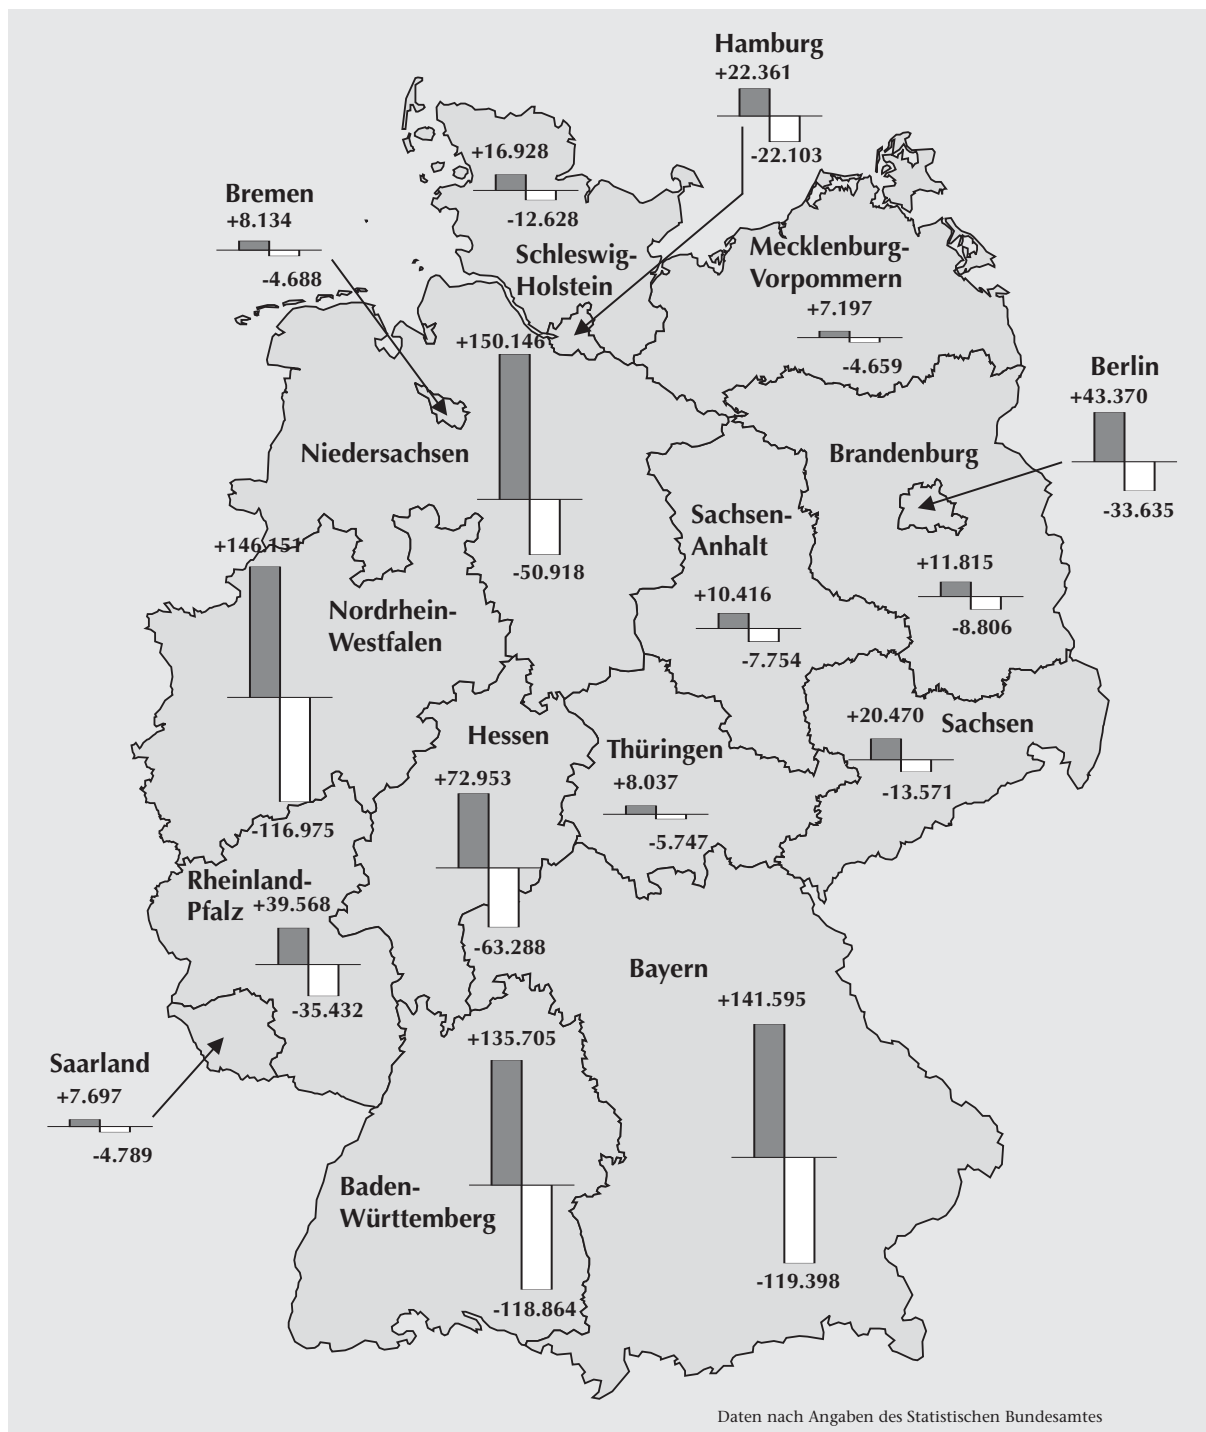 Hamburg
+22.361
-22.103
+16.928
-12.628
Schleswig-
Holstein
Bremen
+8.134
-4.688
Mecklenburg-
Vorpommern
+7.197
-4.659
+150.146
Niedersachsen
-50.918
Berlin
+43.370
-33.635
Brandenburg
+11.815
-8.806
Sachsen-
Anhalt
+10.416
-7.754
+146.151
Nordrhein-
Westfalen
-116.975
Hessen
+72.953
-63.288
Thüringen
+8.037
-5.747
+20.470
Sachsen
-13.571
Rheinland-
Pfalz +39.568
-35.432
Bayern
+141.595
-119.398
Saarland
+7.697
-4.789
+135.705
Baden-
Württemberg
-118.864
Daten nach Angaben des Statistischen Bundesamtes